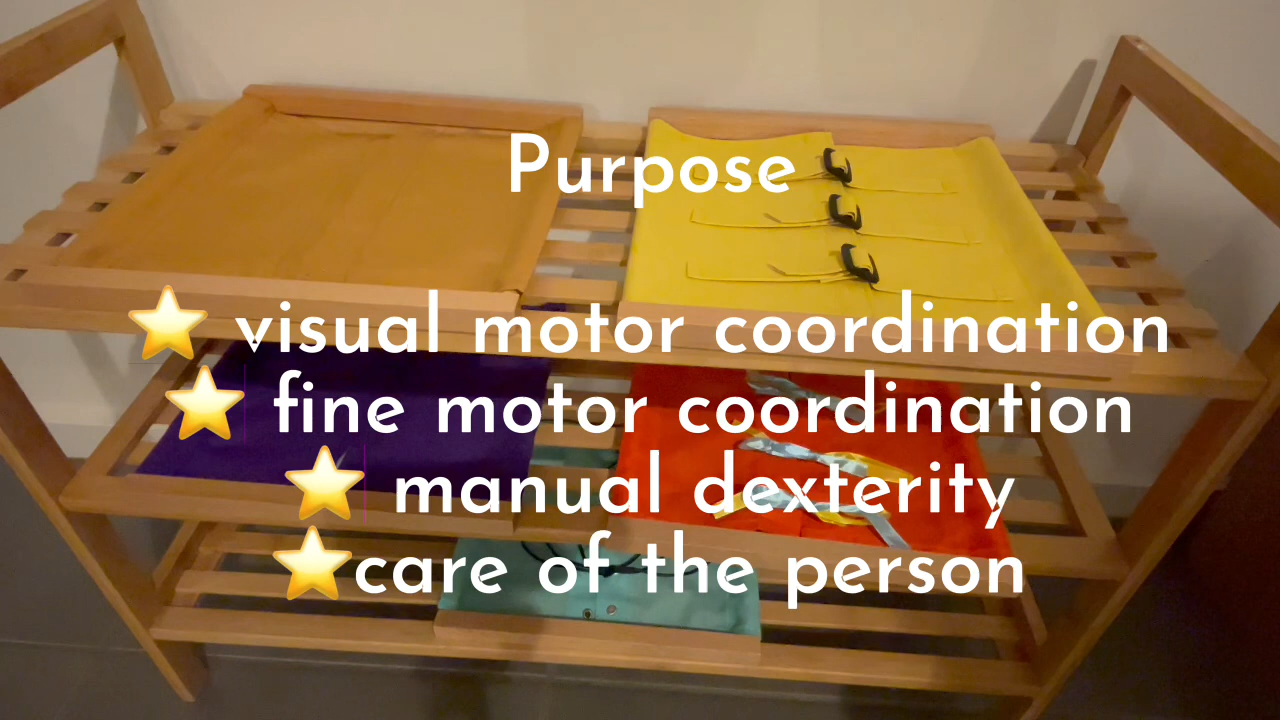 Purpose
⭐ visual motor coordination
⭐ fine motor coordination
⭐ manual dexterity
⭐care of the person